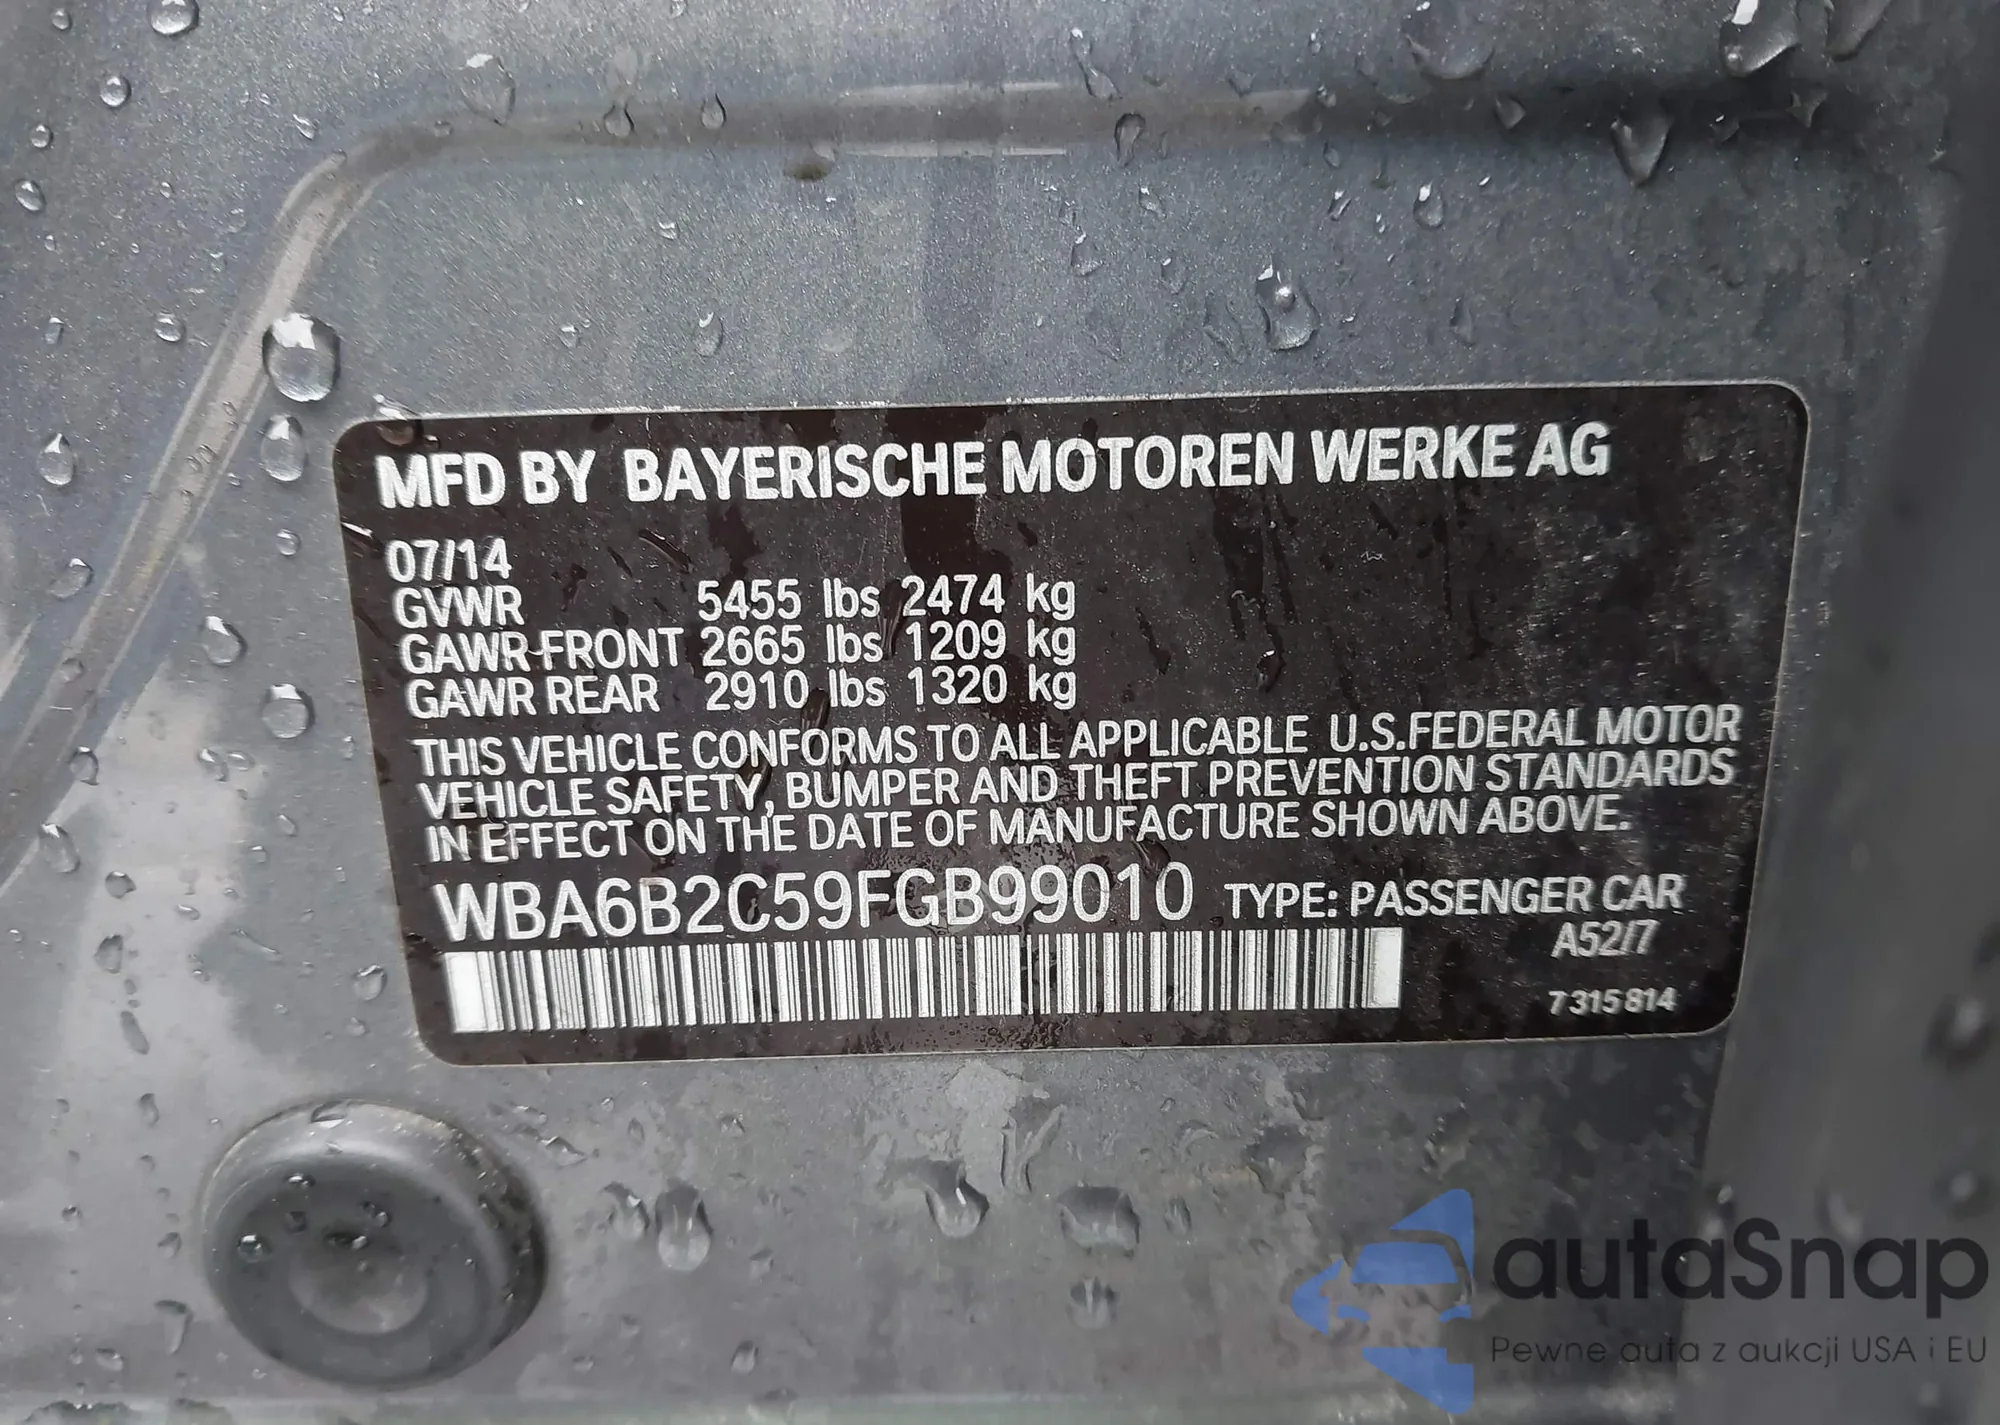 MFD BY BAYERISCHE MOTOREN WERKE AG
07/14
GVWR 5455 lbs 2474 kg
GAWR FRONT 2665 lbs 1209 kg
GAWR REAR 2910 lbs 1320 kg
THIS VEHICLE CONFORMS TO ALL APPLICABLE U.S.FEDERAL MOTOR
VEHICLE SAFETY, BUMPER AND THEFT PREVENTION STANDARDS
IN EFFECT ON THE DATE OF MANUFACTURE SHOWN ABOVE.
WBA6B2C59FGB99010 TYPE: PASSENGER CAR
A52/7
7 315 814
autaSnap
Pewne auta z aukcji USA i EU